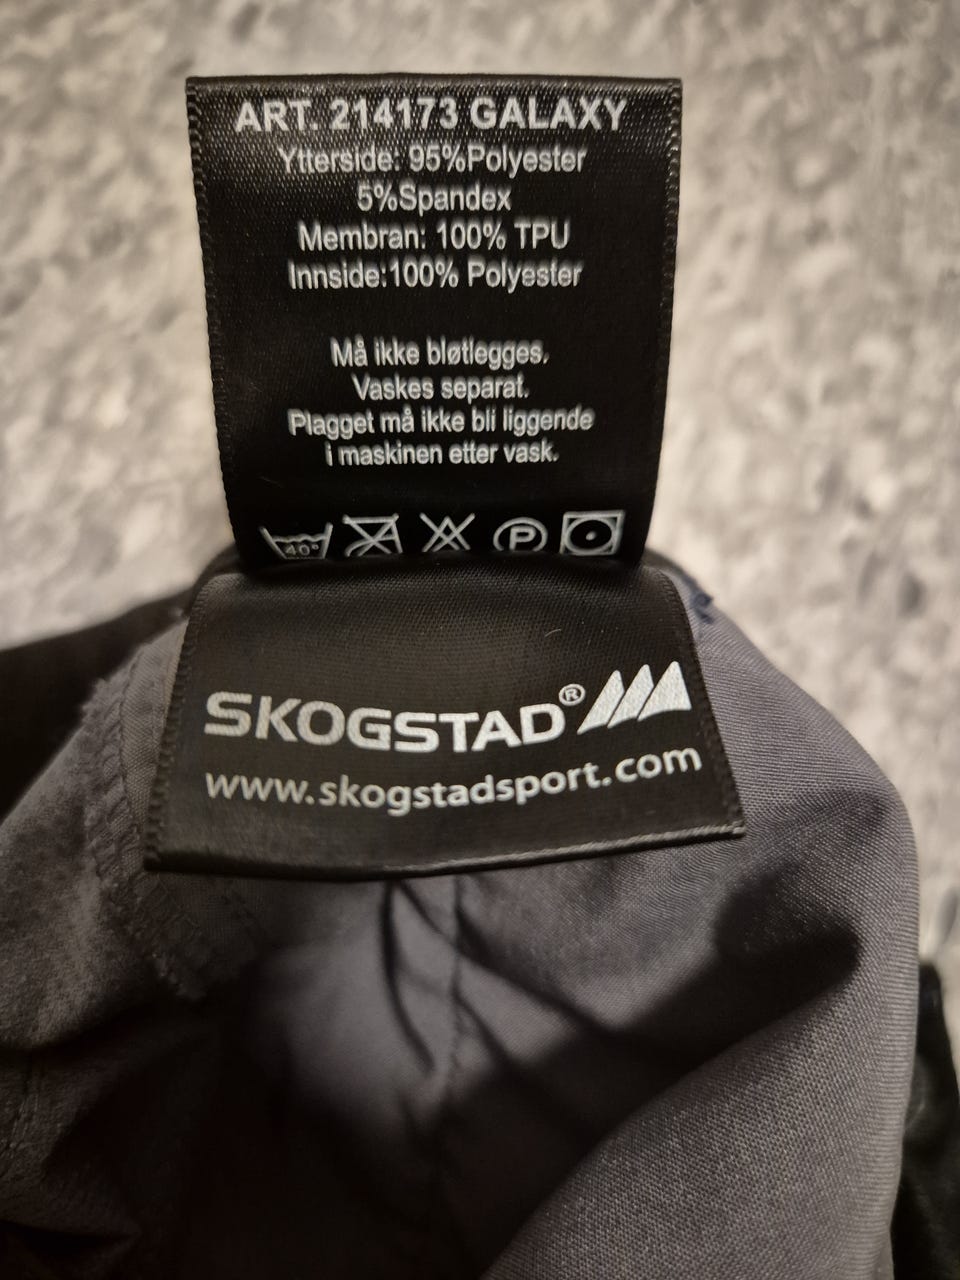 ART. 214173 GALAXY
Ytterside: 95%Polyester
5%Spandex
Membran: 100% TPU
Innside:100% Polyester
Må ikke bløtlegges.
Vaskes separat.
Plagget må ikke bli liggende
i maskinen etter vask.
40° P
SKOGSTAD®
www.skogstadsport.com